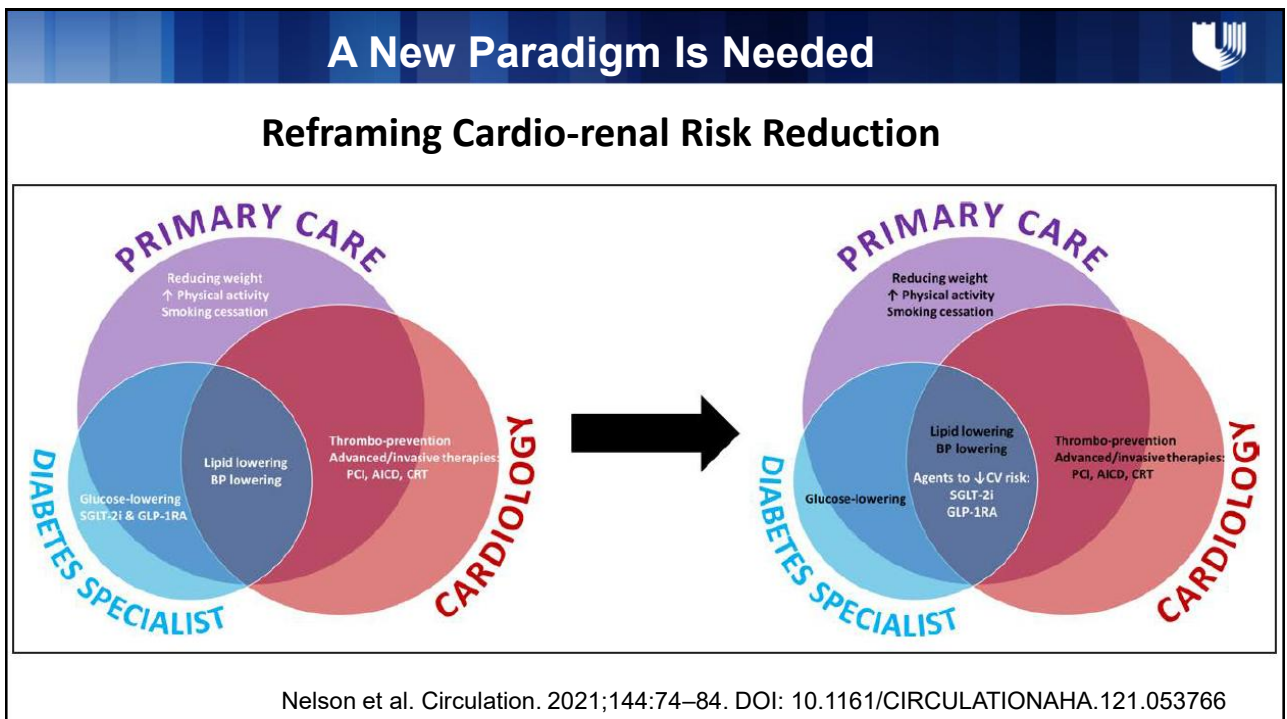 A New Paradigm Is Needed
Reframing Cardio-renal Risk Reduction
PRIMARY CARE
Reducing weight
↑ Physical activity
Smoking cessation
Thrombo-prevention
Advanced/invasive therapies:
PCI, AICD, CRT
Lipid lowering
BP lowering
Glucose-lowering
SGLT-2i & GLP-1RA
DIABETES SPECIALIST
CARDIOLOGY
PRIMARY CARE
Reducing weight
↑ Physical activity
Smoking cessation
Lipid lowering
BP lowering
Agents to ↓CV risk:
SGLT-2i
GLP-1RA
Thrombo-prevention
Advanced/invasive therapies:
PCI, AICD, CRT
Glucose-lowering
DIABETES SPECIALIST
CARDIOLOGY
Nelson et al. Circulation. 2021;144:74–84. DOI: 10.1161/CIRCULATIONAHA.121.053766